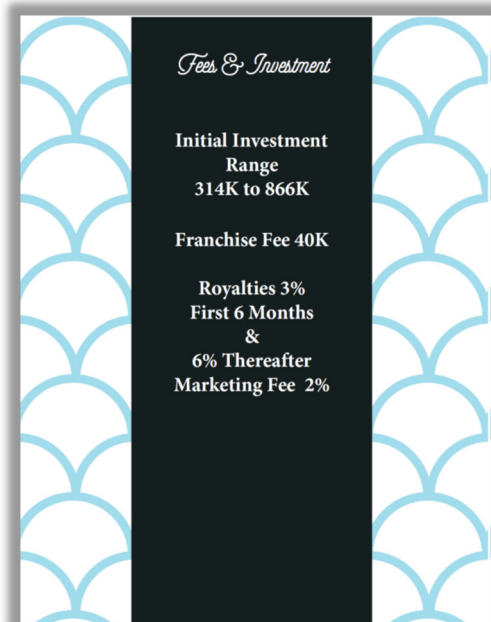 Fees & Investment
Initial Investment
Range
314K to 866K
Franchise Fee 40K
Royalties 3%
First 6 Months
&
6% Thereafter
Marketing Fee 2%